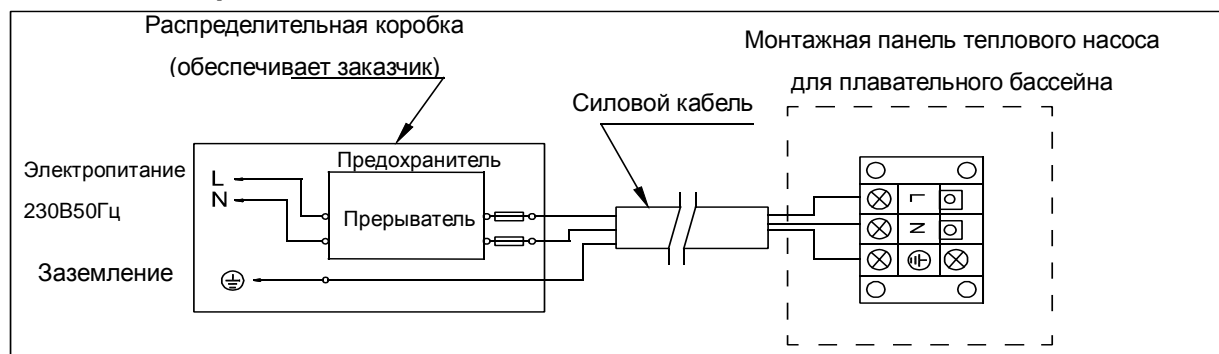 Распределительная коробка
(обеспечивает заказчик)
Монтажная панель теплового насоса
для плавательного бассейна
Силовой кабель
Электропитание
230В50Гц
L
N
Предохранитель
Прерыватель
Заземление
L
N